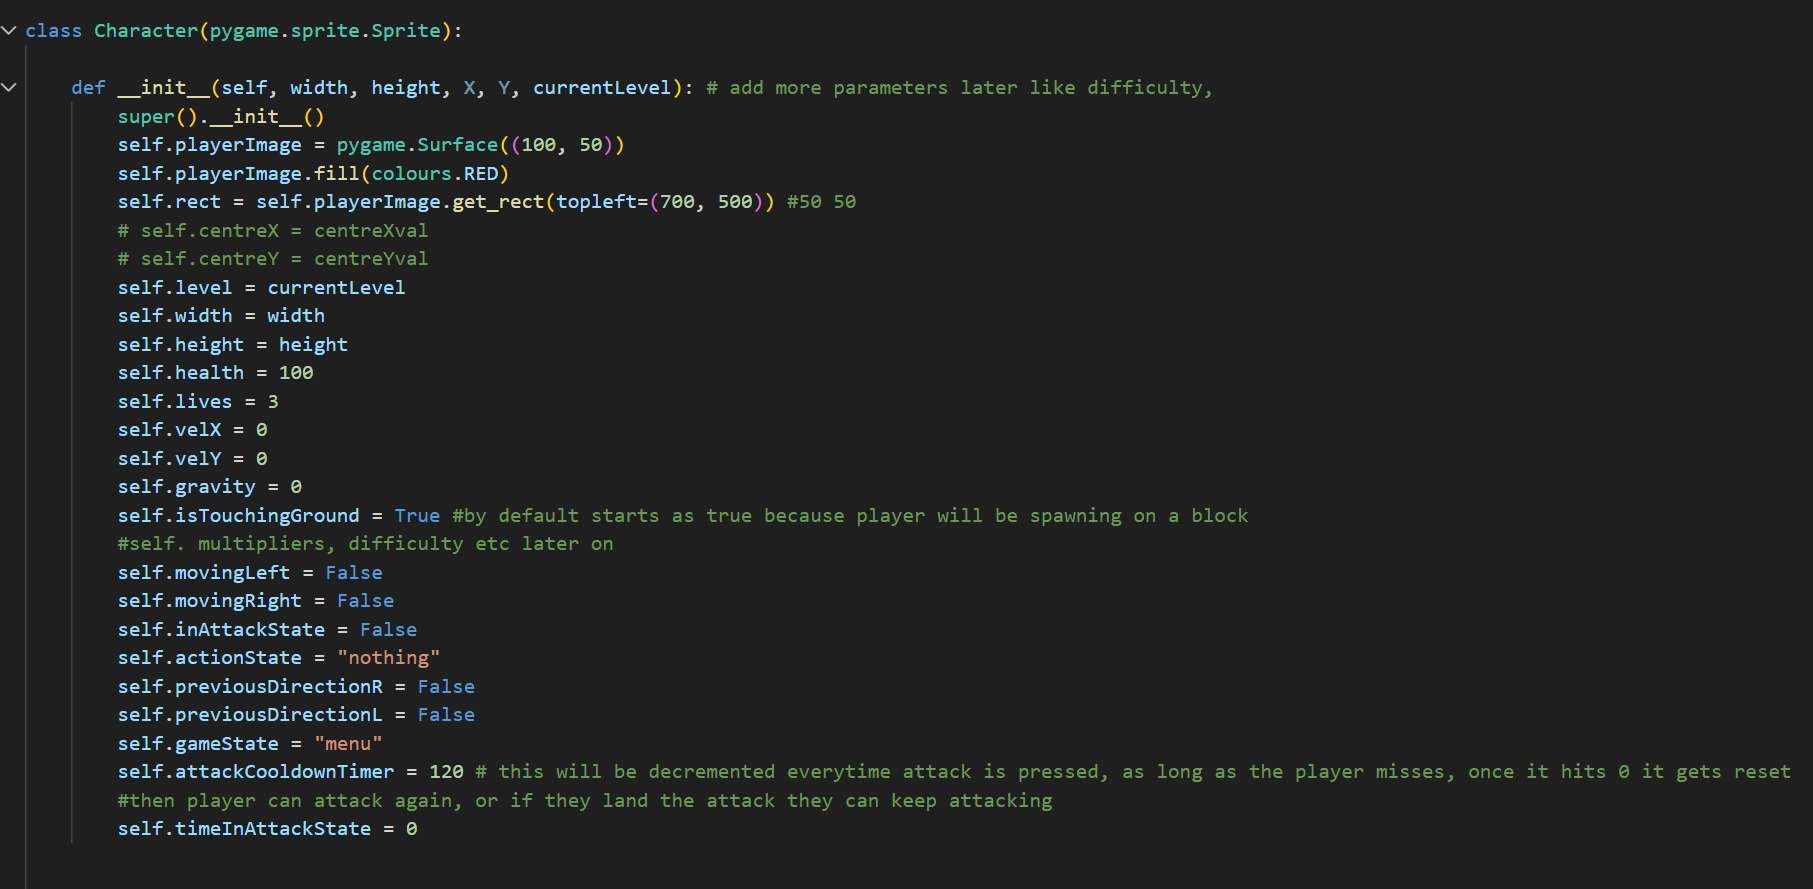 class Character(pygame.sprite.Sprite):
def __init__(self, width, height, X, Y, currentLevel): # add more parameters later like difficulty,
super().__init__()
self.playerImage = pygame.Surface((100, 50))
self.playerImage.fill(colours.RED)
self.rect = self.playerImage.get_rect(topleft=(700, 500)) #50 50
# self.centreX = centreXval
# self.centreY = centreYval
self.level = currentLevel
self.width = width
self.height = height
self.health = 100
self.lives = 3
self.velX = 0
self.velY = 0
self.gravity = 0
self.isTouchingGround = True #by default starts as true because player will be spawning on a block
#self. multipliers, difficulty etc later on
self.movingLeft = False
self.movingRight = False
self.inAttackState = False
self.actionState = "nothing"
self.previousDirectionR = False
self.previousDirectionL = False
self.gameState = "menu"
self.attackCooldownTimer = 120 # this will be decremented everytime attack is pressed, as long as the player misses, once it hits 0 it gets reset
#then player can attack again, or if they land the attack they can keep attacking
self.timeInAttackState = 0